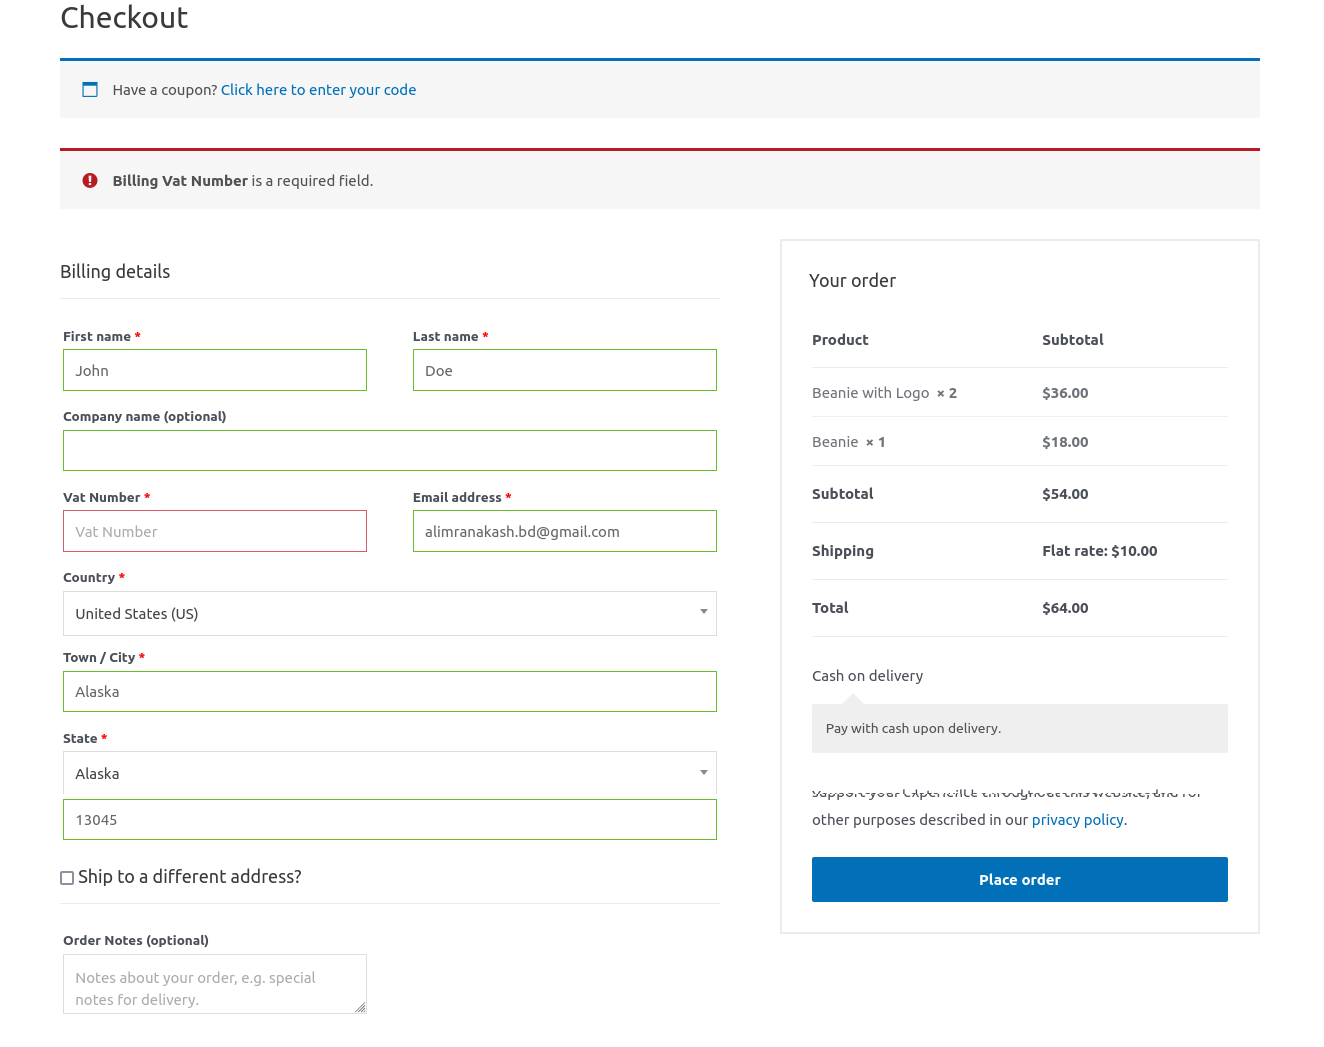 Checkout
Have a coupon? Click here to enter your code
Billing Vat Number is a required field.
Billing details
First name *
Last name *
John
Doe
Company name (optional)
Vat Number *
Email address *
Vat Number
alimranakash.bd@gmail.com
Country *
United States (US)
Town / City *
Alaska
State *
Alaska
13045
Ship to a different address?
Order Notes (optional)
Notes about your order, e.g. special
notes for delivery.
Your order
Product Subtotal
Beanie with Logo × 2 $36.00
Beanie × 1 $18.00
Subtotal $54.00
Shipping Flat rate: $10.00
Total $64.00
Cash on delivery
Pay with cash upon delivery.
other purposes described in our privacy policy.
Place order